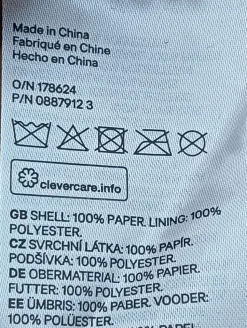 Made in China
Fabriqué en Chine
Hecho en China
O/N 178624
P/N 0887912 3
clevercare.info
GB SHELL: 100% PAPER. LINING: 100%
POLYESTER.
CZ SVRCHNÍ LÁTKA: 100% PAPÍR.
PODŠÍVKA: 100% POLYESTER.
DE OBERMATERIAL: 100% PAPIER.
FUTTER: 100% POLYESTER.
EE ÜMBRIS: 100% PABER. VOODER:
100% POLÜESTER.